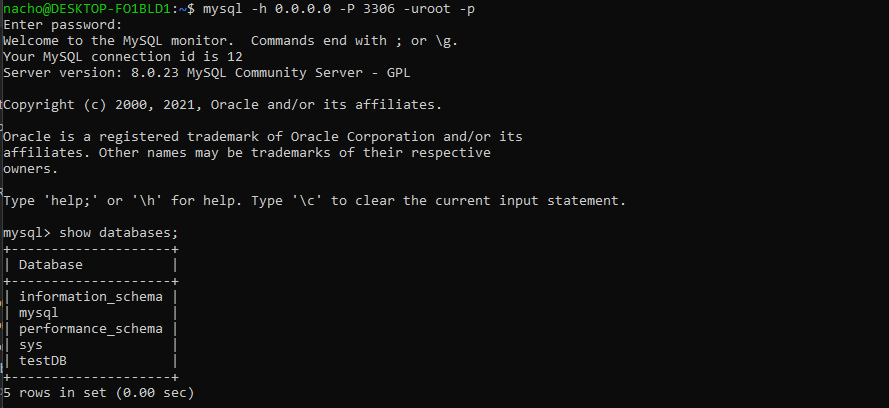 nacho@DESKTOP-FO1BLD1:~$ mysql -h 0.0.0.0 -P 3306 -uroot -p
Enter password:
Welcome to the MySQL monitor.  Commands end with ; or \g.
Your MySQL connection id is 12
Server version: 8.0.23 MySQL Community Server - GPL

Copyright (c) 2000, 2021, Oracle and/or its affiliates.

Oracle is a registered trademark of Oracle Corporation and/or its
affiliates. Other names may be trademarks of their respective
owners.

Type 'help;' or '\h' for help. Type '\c' to clear the current input statement.

mysql> show databases;
+--------------------+
| Database           |
+--------------------+
| information_schema |
| mysql              |
| performance_schema |
| sys                |
| testDB             |
+--------------------+
5 rows in set (0.00 sec)